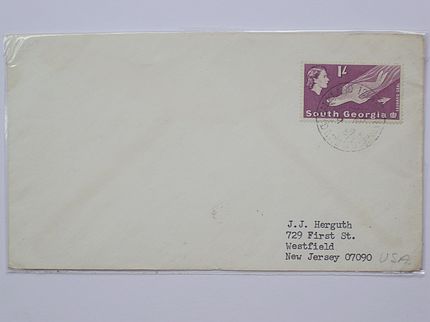 1/
South Georgia
J.J. Herguth
729 First St.
Westfield
New Jersey 07090 USA